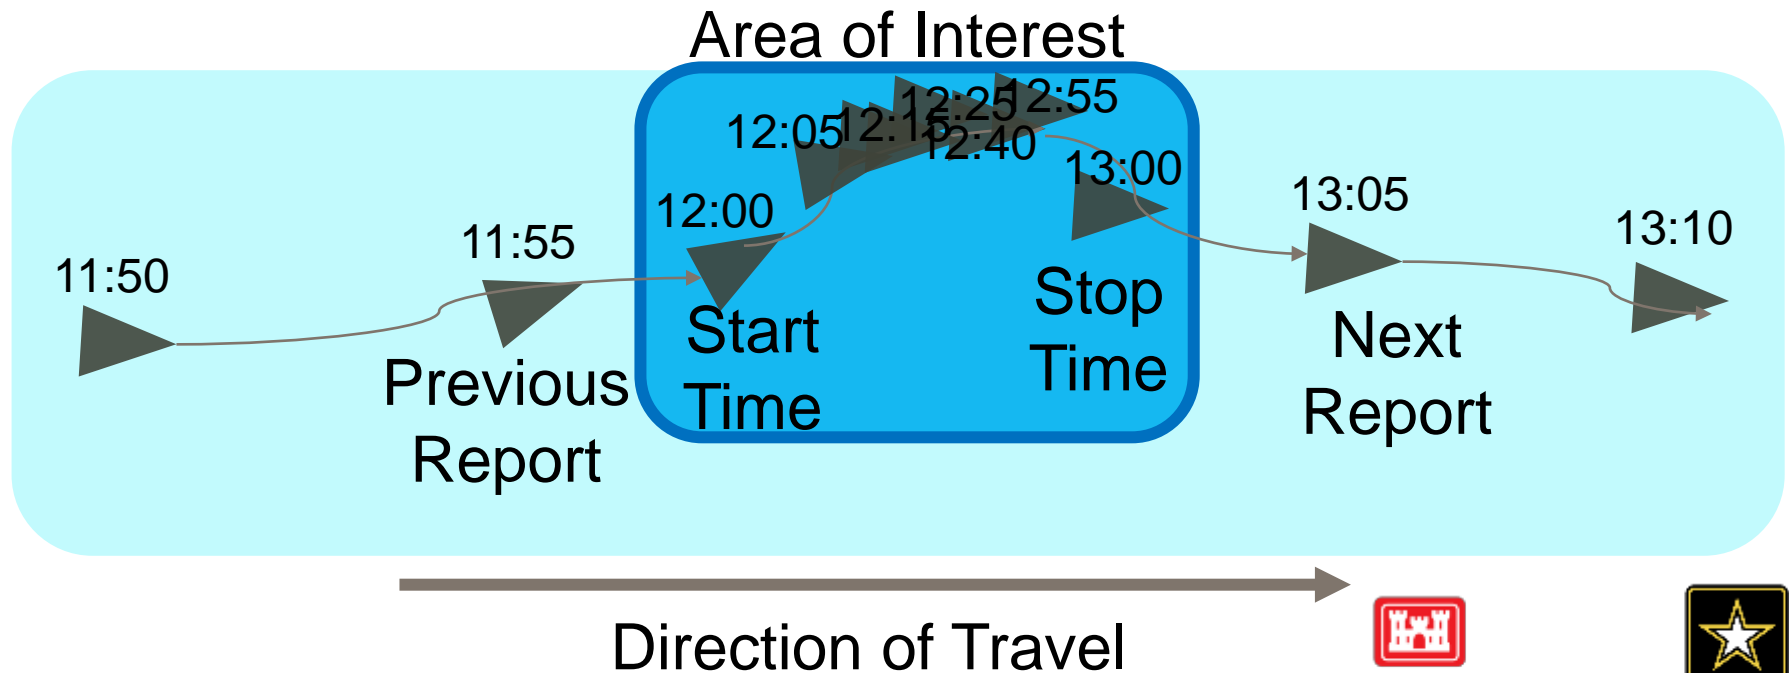 Area of Interest
11:50
11:55
12:00
12:05
12:15
12:25
12:40
12:55
13:00
13:05
13:10
Previous
Report
Start
Time
Stop
Time
Next
Report
Direction of Travel